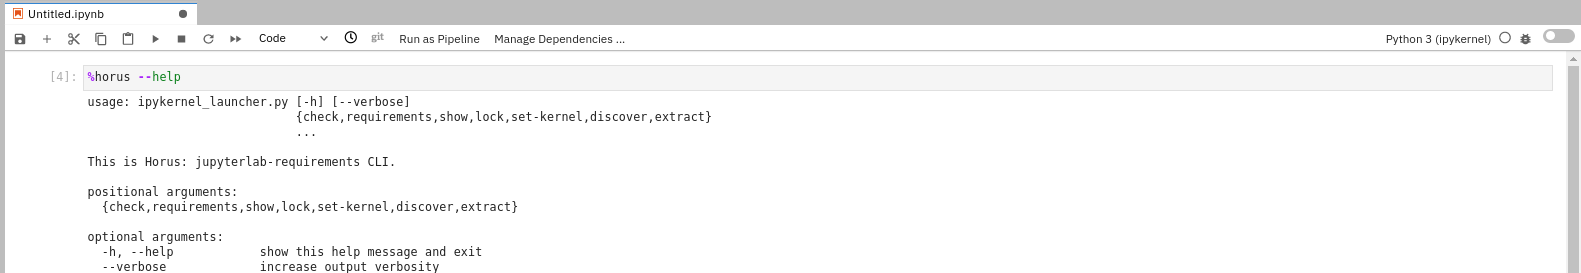 Untitled.ipynb
Code git Run as Pipeline Manage Dependencies ... Python 3 (ipykernel)
[4]: %horus --help
usage: ipykernel_launcher.py [-h] [--verbose]
                             {check,requirements,show,lock,set-kernel,discover,extract}
                             ...

This is Horus: jupyterlab-requirements CLI.

positional arguments:
  {check,requirements,show,lock,set-kernel,discover,extract}

optional arguments:
  -h, --help            show this help message and exit
  --verbose             increase output verbosity